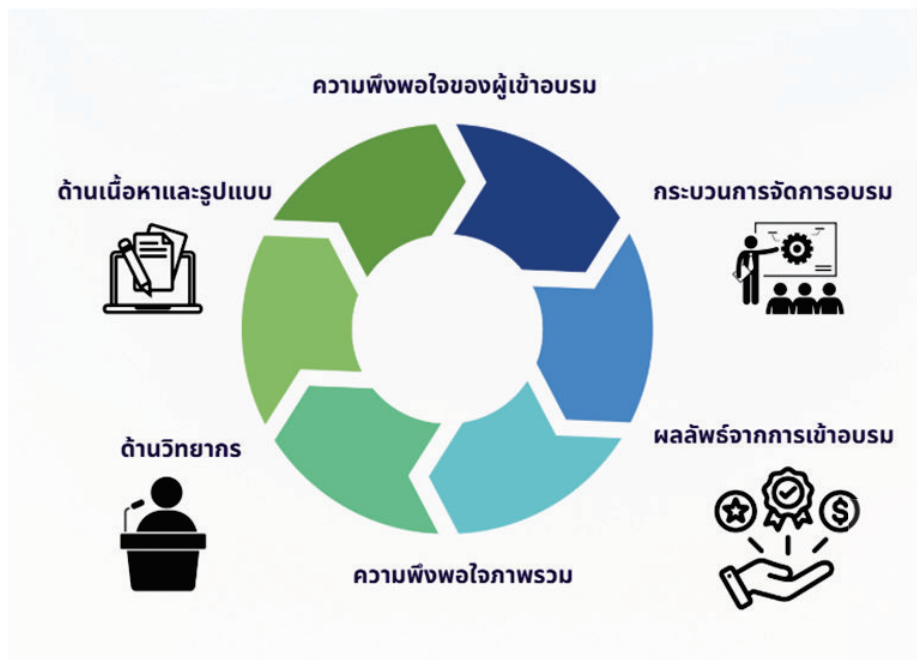 ความพึงพอใจของผู้เข้าอบรม
ด้านเนื้อหาและรูปแบบ
กระบวนการจัดการอบรม
ด้านวิทยากร
ผลลัพธ์จากการเข้าอบรม
ความพึงพอใจภาพรวม